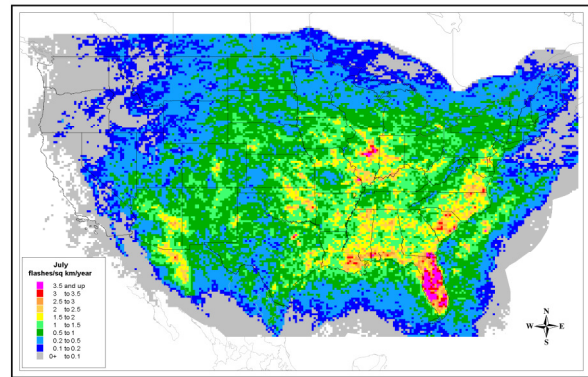 July
flashes/sq km/year
3.5 and up
3 to 3.5
2.5 to 3
2 to 2.5
1.5 to 2
1 to 1.5
0.5 to 1
0.2 to 0.5
0.1 to 0.2
0+ to 0.1
N
W E
S